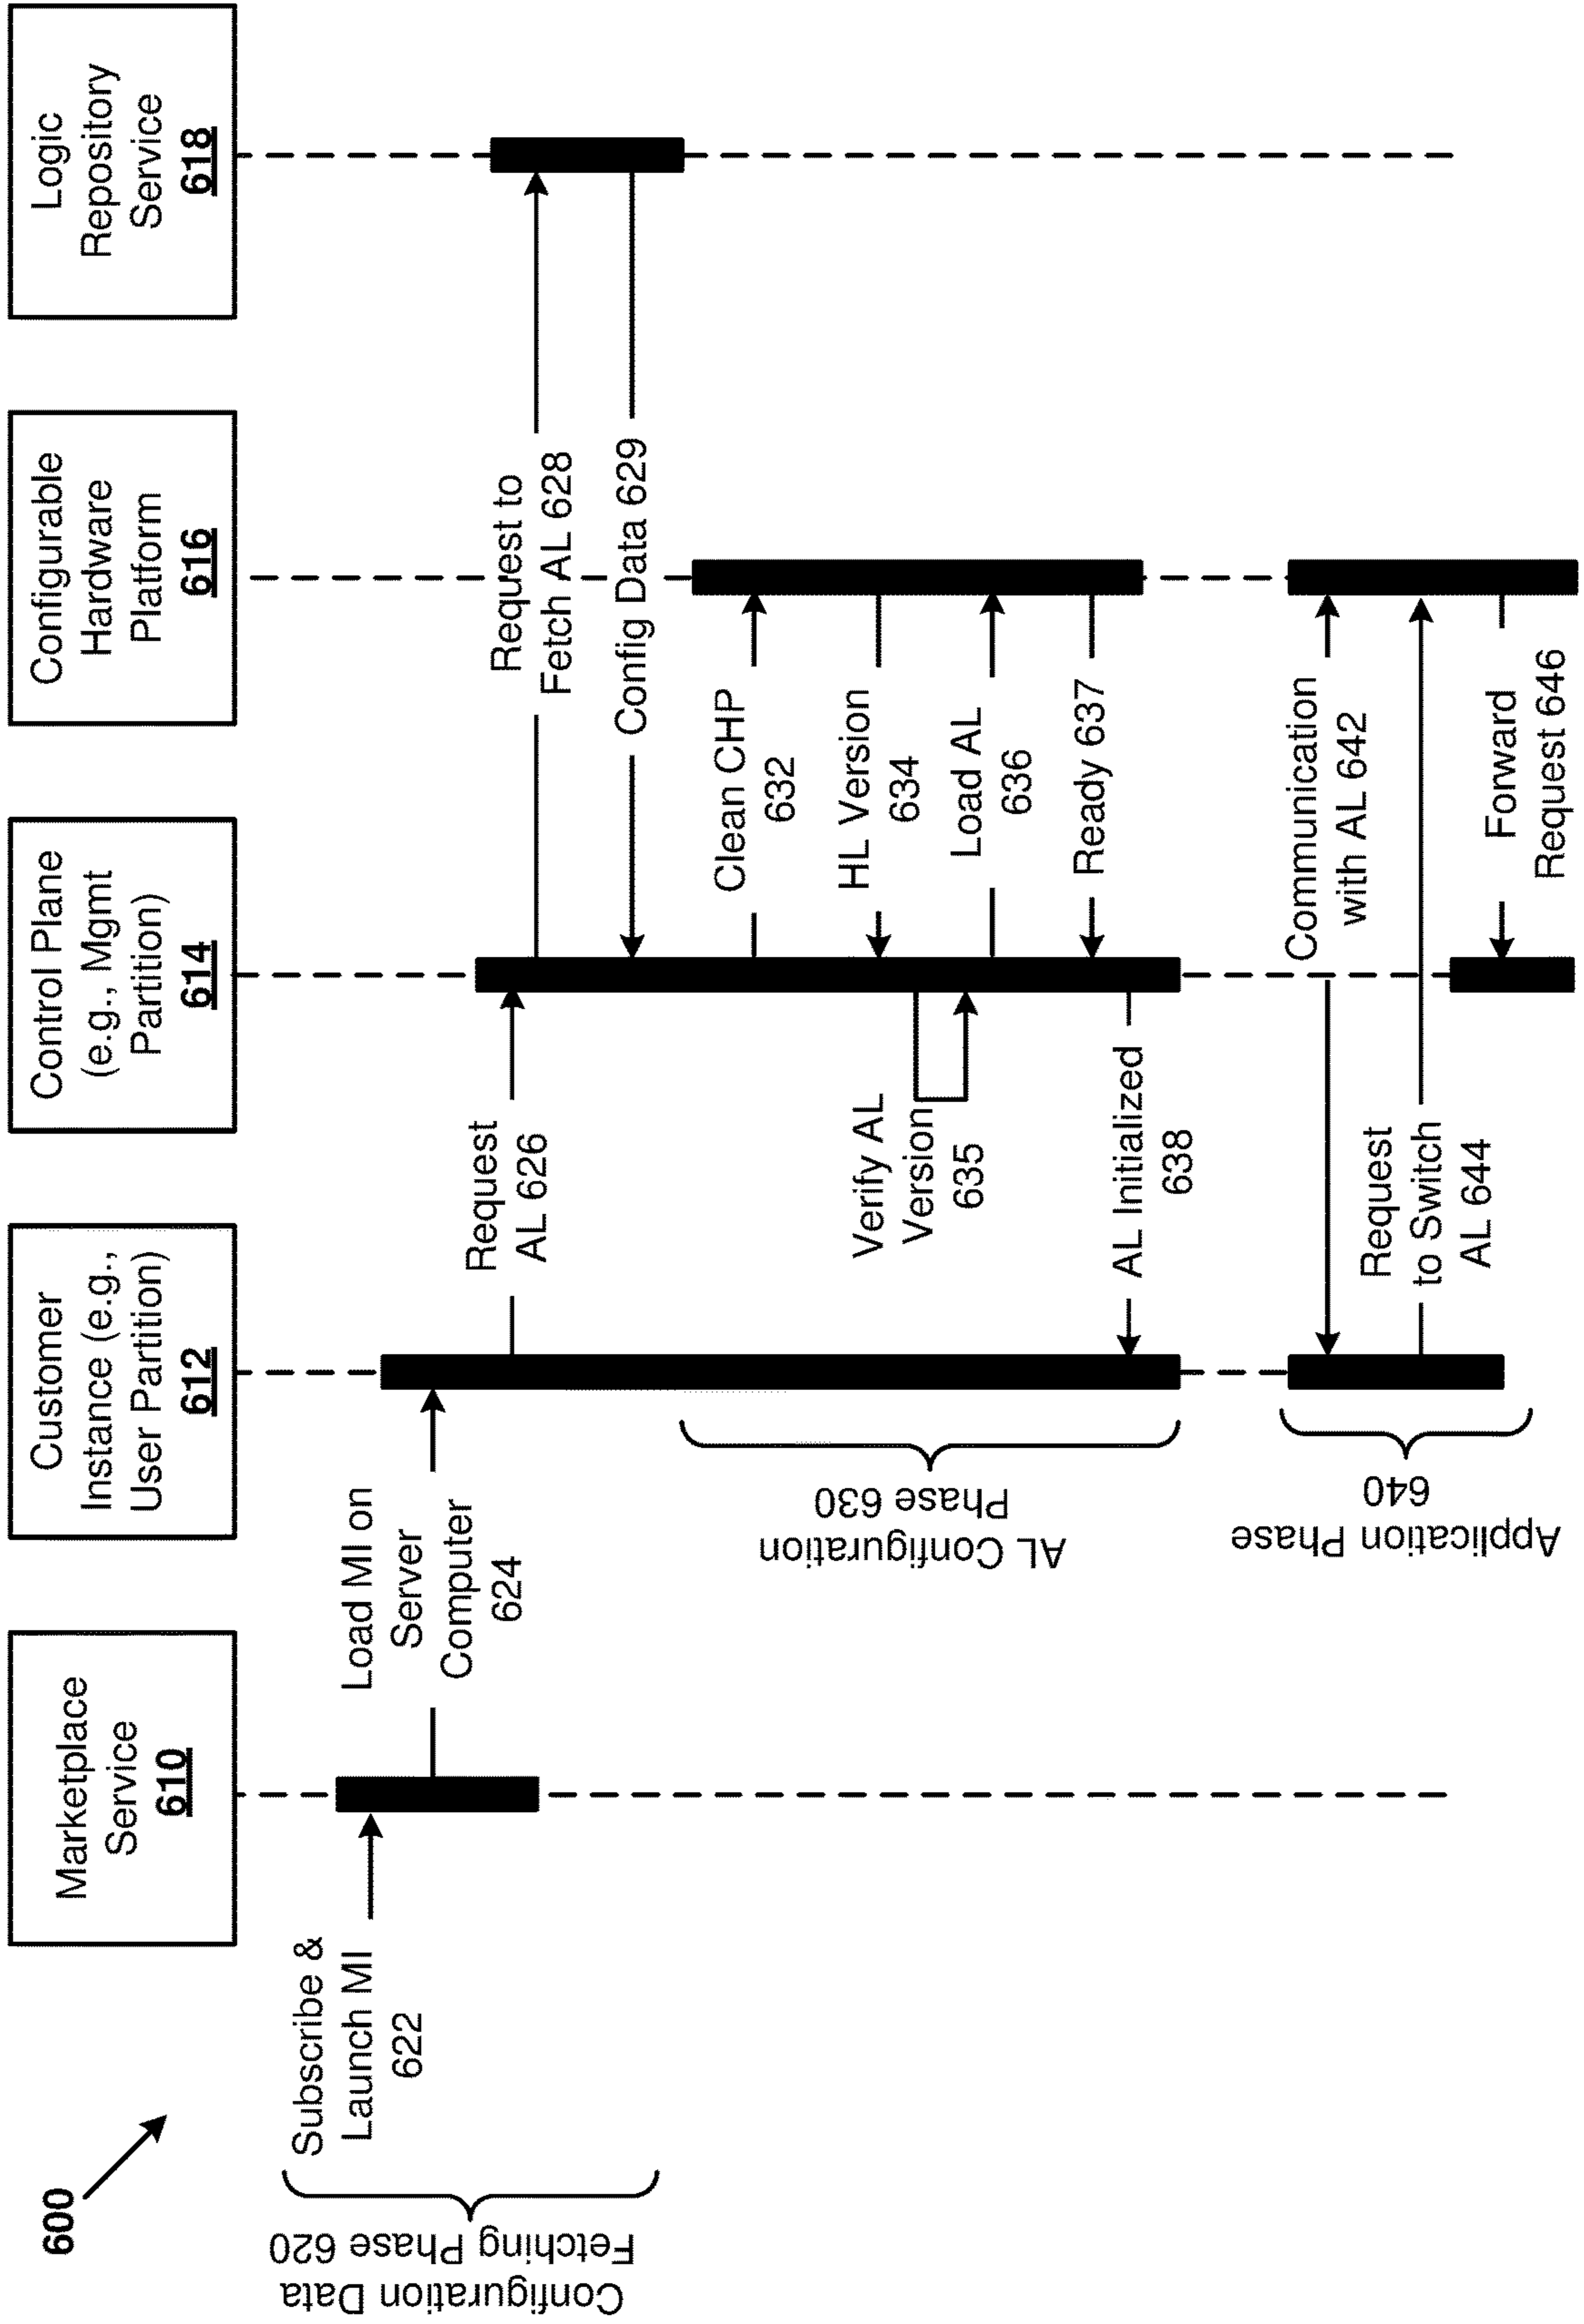 600
Marketplace
Service
610
Customer
Instance (e.g.,
User Partition)
612
Control Plane
(e.g., Mgmt
Partition)
614
Configurable
Hardware
Platform
616
Logic
Repository
Service
618
Configuration Data
Fetching Phase 620
Subscribe &
Launch MI
622
Load MI on
Server
Computer
624
Request
AL 626
Request to
Fetch AL 628
Config Data 629
AL Configuration
Phase 630
Clean CHP
632
HL Version
634
Verify AL
Version
635
Load AL
636
Ready 637
AL Initialized
638
Application Phase
640
Communication
with AL 642
Request
to Switch
AL 644
Forward
Request 646